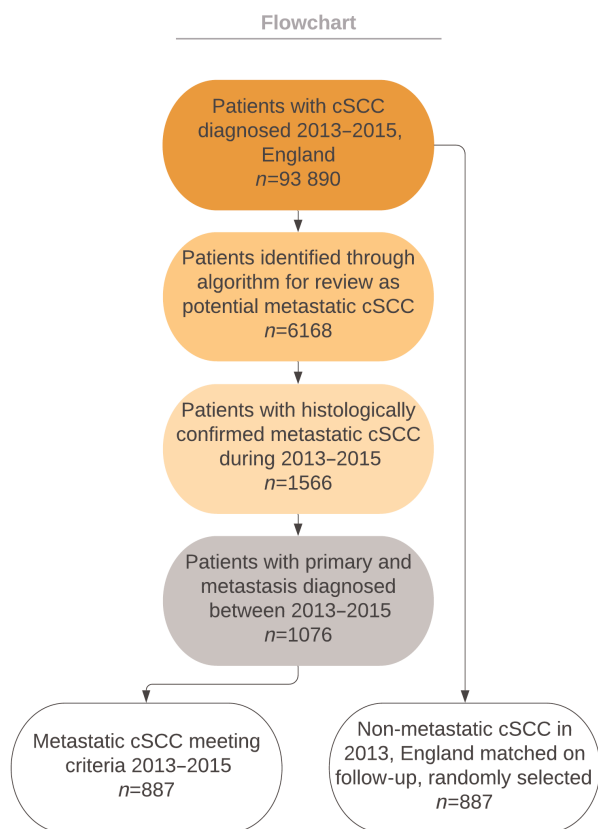 Flowchart
Patients with cSCC
diagnosed 2013–2015,
England
n=93 890
Patients identified through
algorithm for review as
potential metastatic cSCC
n=6168
Patients with histologically
confirmed metastatic cSCC
during 2013–2015
n=1566
Patients with primary and
metastasis diagnosed
between 2013–2015
n=1076
Metastatic cSCC meeting
criteria 2013–2015
n=887
Non-metastatic cSCC in
2013, England matched on
follow-up, randomly selected
n=887